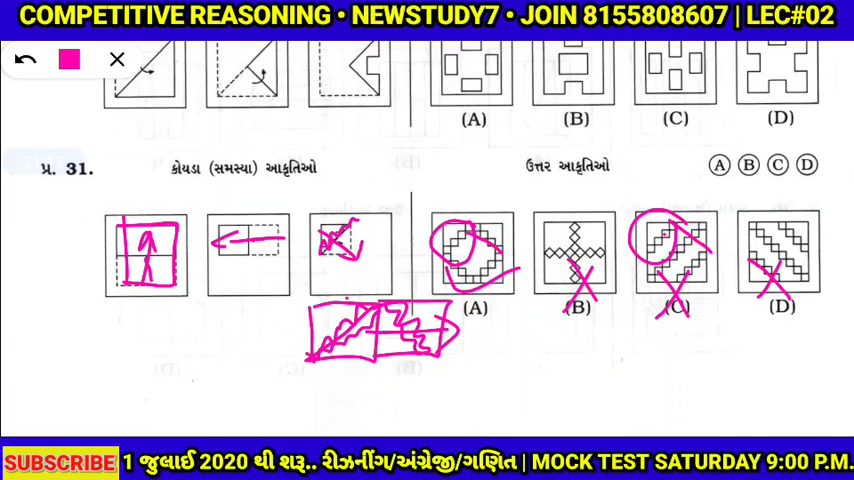 COMPETITIVE REASONING • NEWSTUDY7 • JOIN 8155808607 | LEC#02
(A) (B) (C) (D)
પ્ર. 31. કોયડા (સમસ્યા) આકૃતિઓ ઉત્તર આકૃતિઓ A B C D
(A) (B) (C) (D)
SUBSCRIBE 1 જુલાઈ 2020 થી શરૂ.. રીઝનીંગ/અંગ્રેજી/ગણિત | MOCK TEST SATURDAY 9:00 P.M.